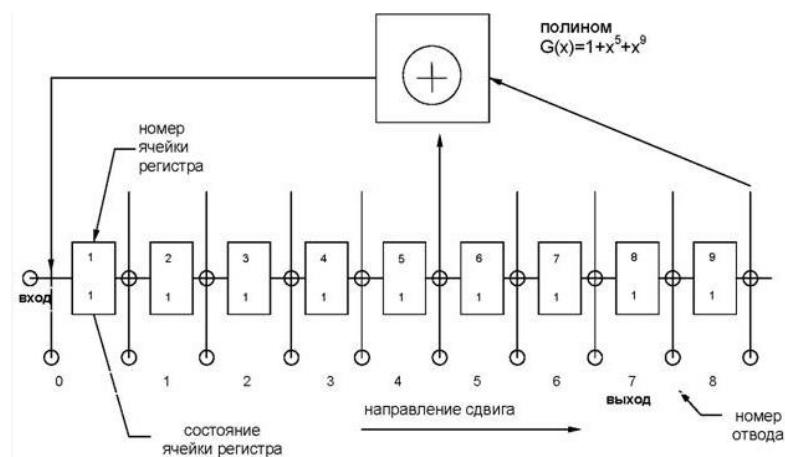 полином
G(x)=1+x⁵+x⁹
номер
ячейки
регистра
1 2 3 4 5 6 7 8 9
1 1 1 1 1 1 1 1 1
вход
0 1 2 3 4 5 6 7 8
выход
направление сдвига
состояние
ячейки регистра
номер
отвода